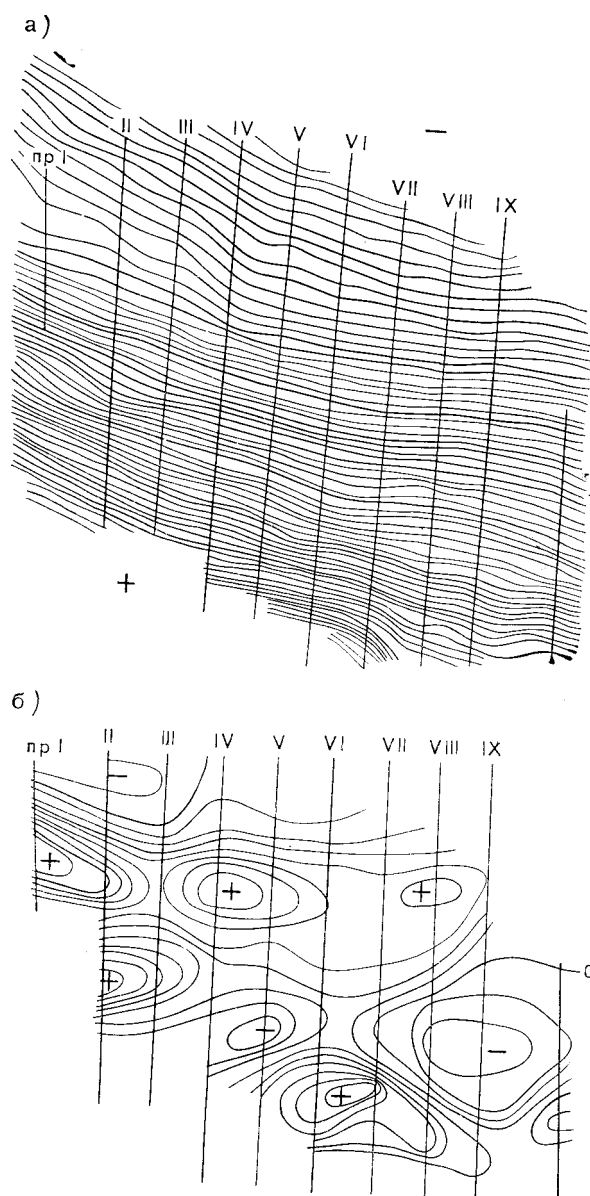 а)
II III IV V VI —
пр I VII VIII IX
+
б)
пр I II III IV V VI VII VIII IX
—
+ + +
+ 0
— —
+